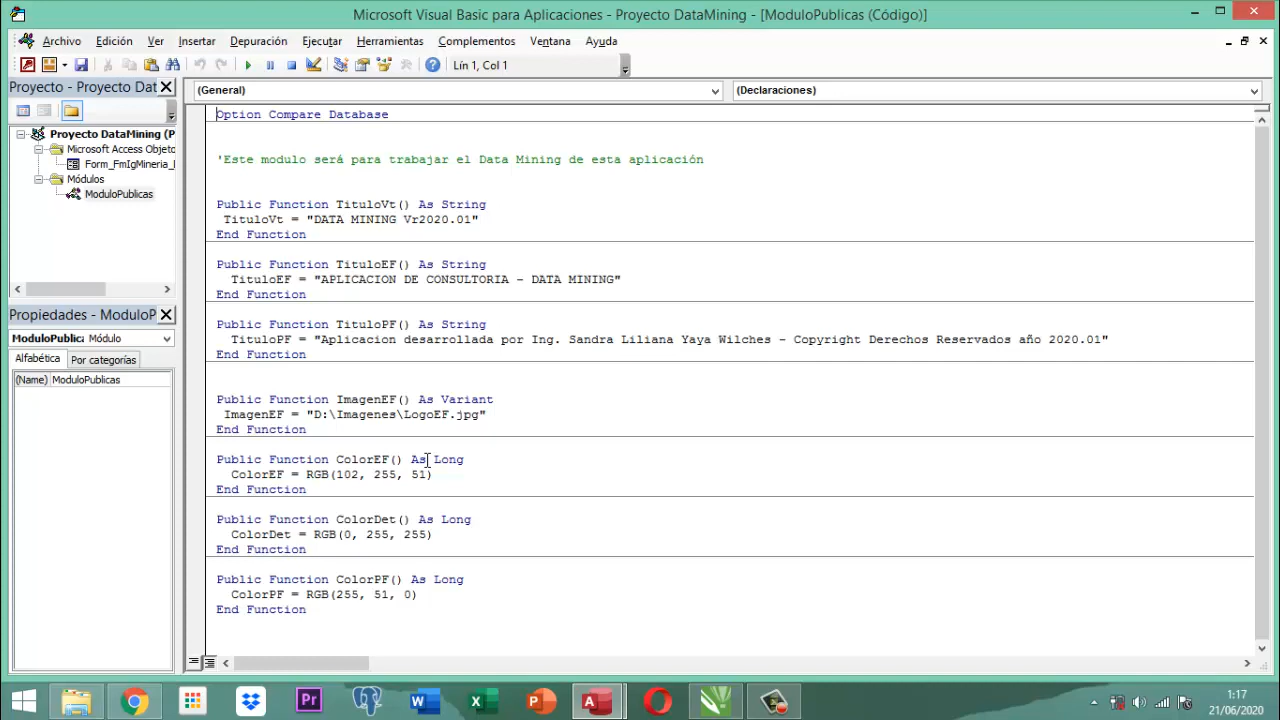 Microsoft Visual Basic para Aplicaciones - Proyecto DataMining - [ModuloPublicas (Código)]
Archivo Edición Ver Insertar Depuración Ejecutar Herramientas Complementos Ventana Ayuda
Lín 1, Col 1
Proyecto - Proyecto Dat
Proyecto DataMining (P
Microsoft Access Objeto
Form_FmIgMineria_
Módulos
ModuloPublicas
Propiedades - ModuloP
ModuloPublica Módulo
Alfabética Por categorías
(Name) ModuloPublicas
(General) (Declaraciones)
Option Compare Database
'Este modulo será para trabajar el Data Mining de esta aplicación
Public Function TituloVt() As String
TituloVt = "DATA MINING Vr2020.01"
End Function
Public Function TituloEF() As String
TituloEF = "APLICACION DE CONSULTORIA - DATA MINING"
End Function
Public Function TituloPF() As String
TituloPF = "Aplicacion desarrollada por Ing. Sandra Liliana Yaya Wilches - Copyright Derechos Reservados año 2020.01"
End Function
Public Function ImagenEF() As Variant
ImagenEF = "D:\Imagenes\LogoEF.jpg"
End Function
Public Function ColorEF() As Long
ColorEF = RGB(102, 255, 51)
End Function
Public Function ColorDet() As Long
ColorDet = RGB(0, 255, 255)
End Function
Public Function ColorPF() As Long
ColorPF = RGB(255, 51, 0)
End Function
Pr
1:17
21/06/2020